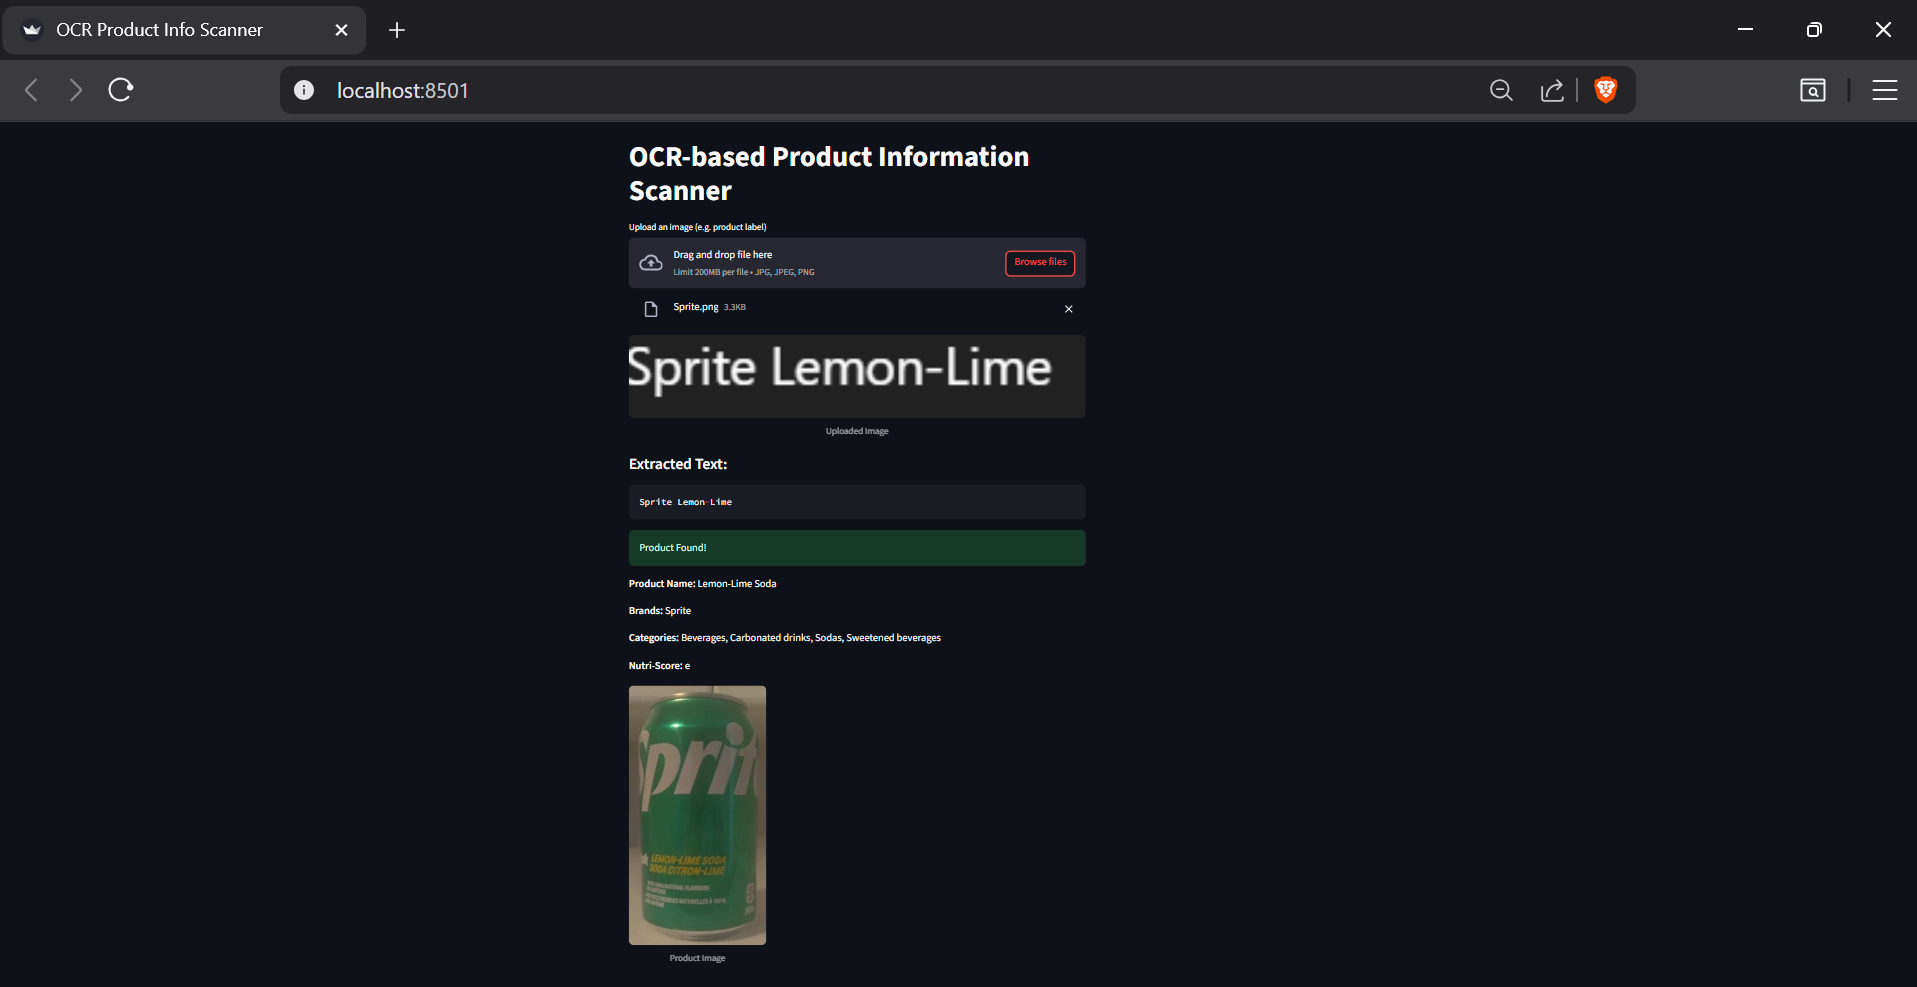 OCR Product Info Scanner
localhost:8501
OCR-based Product Information
Scanner
Upload an image (e.g. product label)
Drag and drop file here
Limit 200MB per file • JPG, JPEG, PNG
Browse files
Sprite.png 3.3KB
Sprite Lemon-Lime
Uploaded Image
Extracted Text:
Sprite Lemon-Lime
Product Found!
Product Name: Lemon-Lime Soda
Brands: Sprite
Categories: Beverages, Carbonated drinks, Sodas, Sweetened beverages
Nutri-Score: e
Sprit
LEMON-LIME SODA
SODA CITRON-LIME
Product Image